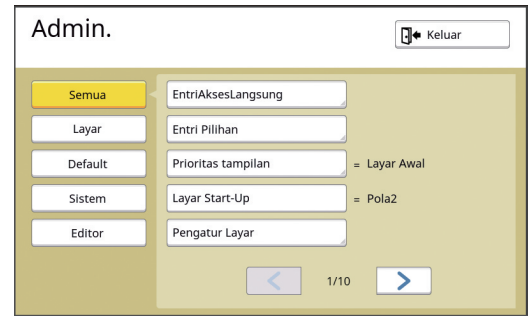 Admin.
Keluar
Semua
EntriAksesLangsung
Layar
Entri Pilihan
Default
Prioritas tampilan = Layar Awal
Sistem
Layar Start-Up = Pola2
Editor
Pengatur Layar
1/10